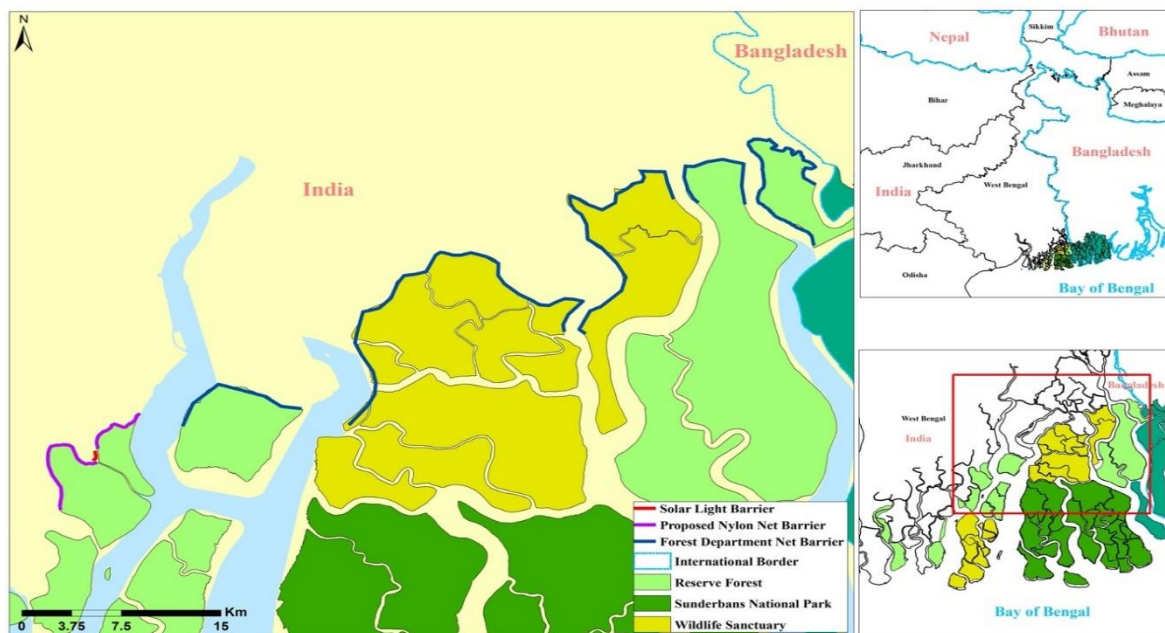 N
Bangladesh
India
Solar Light Barrier
Proposed Nylon Net Barrier
Forest Department Net Barrier
International Border
Reserve Forest
Sunderbans National Park
Wildlife Sanctuary
Km
0 3.75 7.5 15
Sikkim
Nepal
Bhutan
Assam
Bihar
Meghalaya
Bangladesh
Jharkhand
India
West Bengal
Odisha
Bay of Bengal
Bangladesh
West Bengal
India
Bay of Bengal